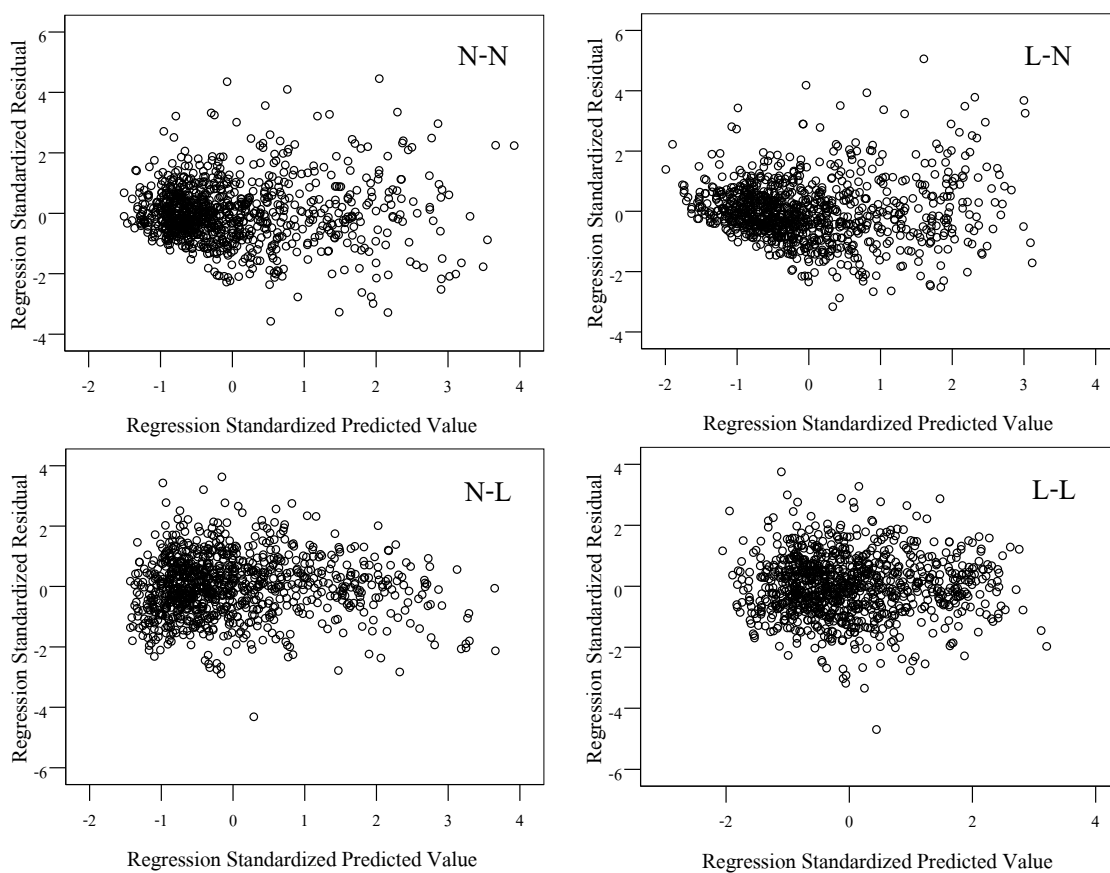 N-N
Regression Standardized Residual
6
4
2
0
-2
-4
-2 -1 0 1 2 3 4
Regression Standardized Predicted Value
L-N
Regression Standardized Residual
6
4
2
0
-2
-4
-2 -1 0 1 2 3 4
Regression Standardized Predicted Value
N-L
Regression Standardized Residual
4
2
0
-2
-4
-6
-2 -1 0 1 2 3 4
Regression Standardized Predicted Value
L-L
Regression Standardized Residual
4
2
0
-2
-4
-6
-2 0 2 4
Regression Standardized Predicted Value